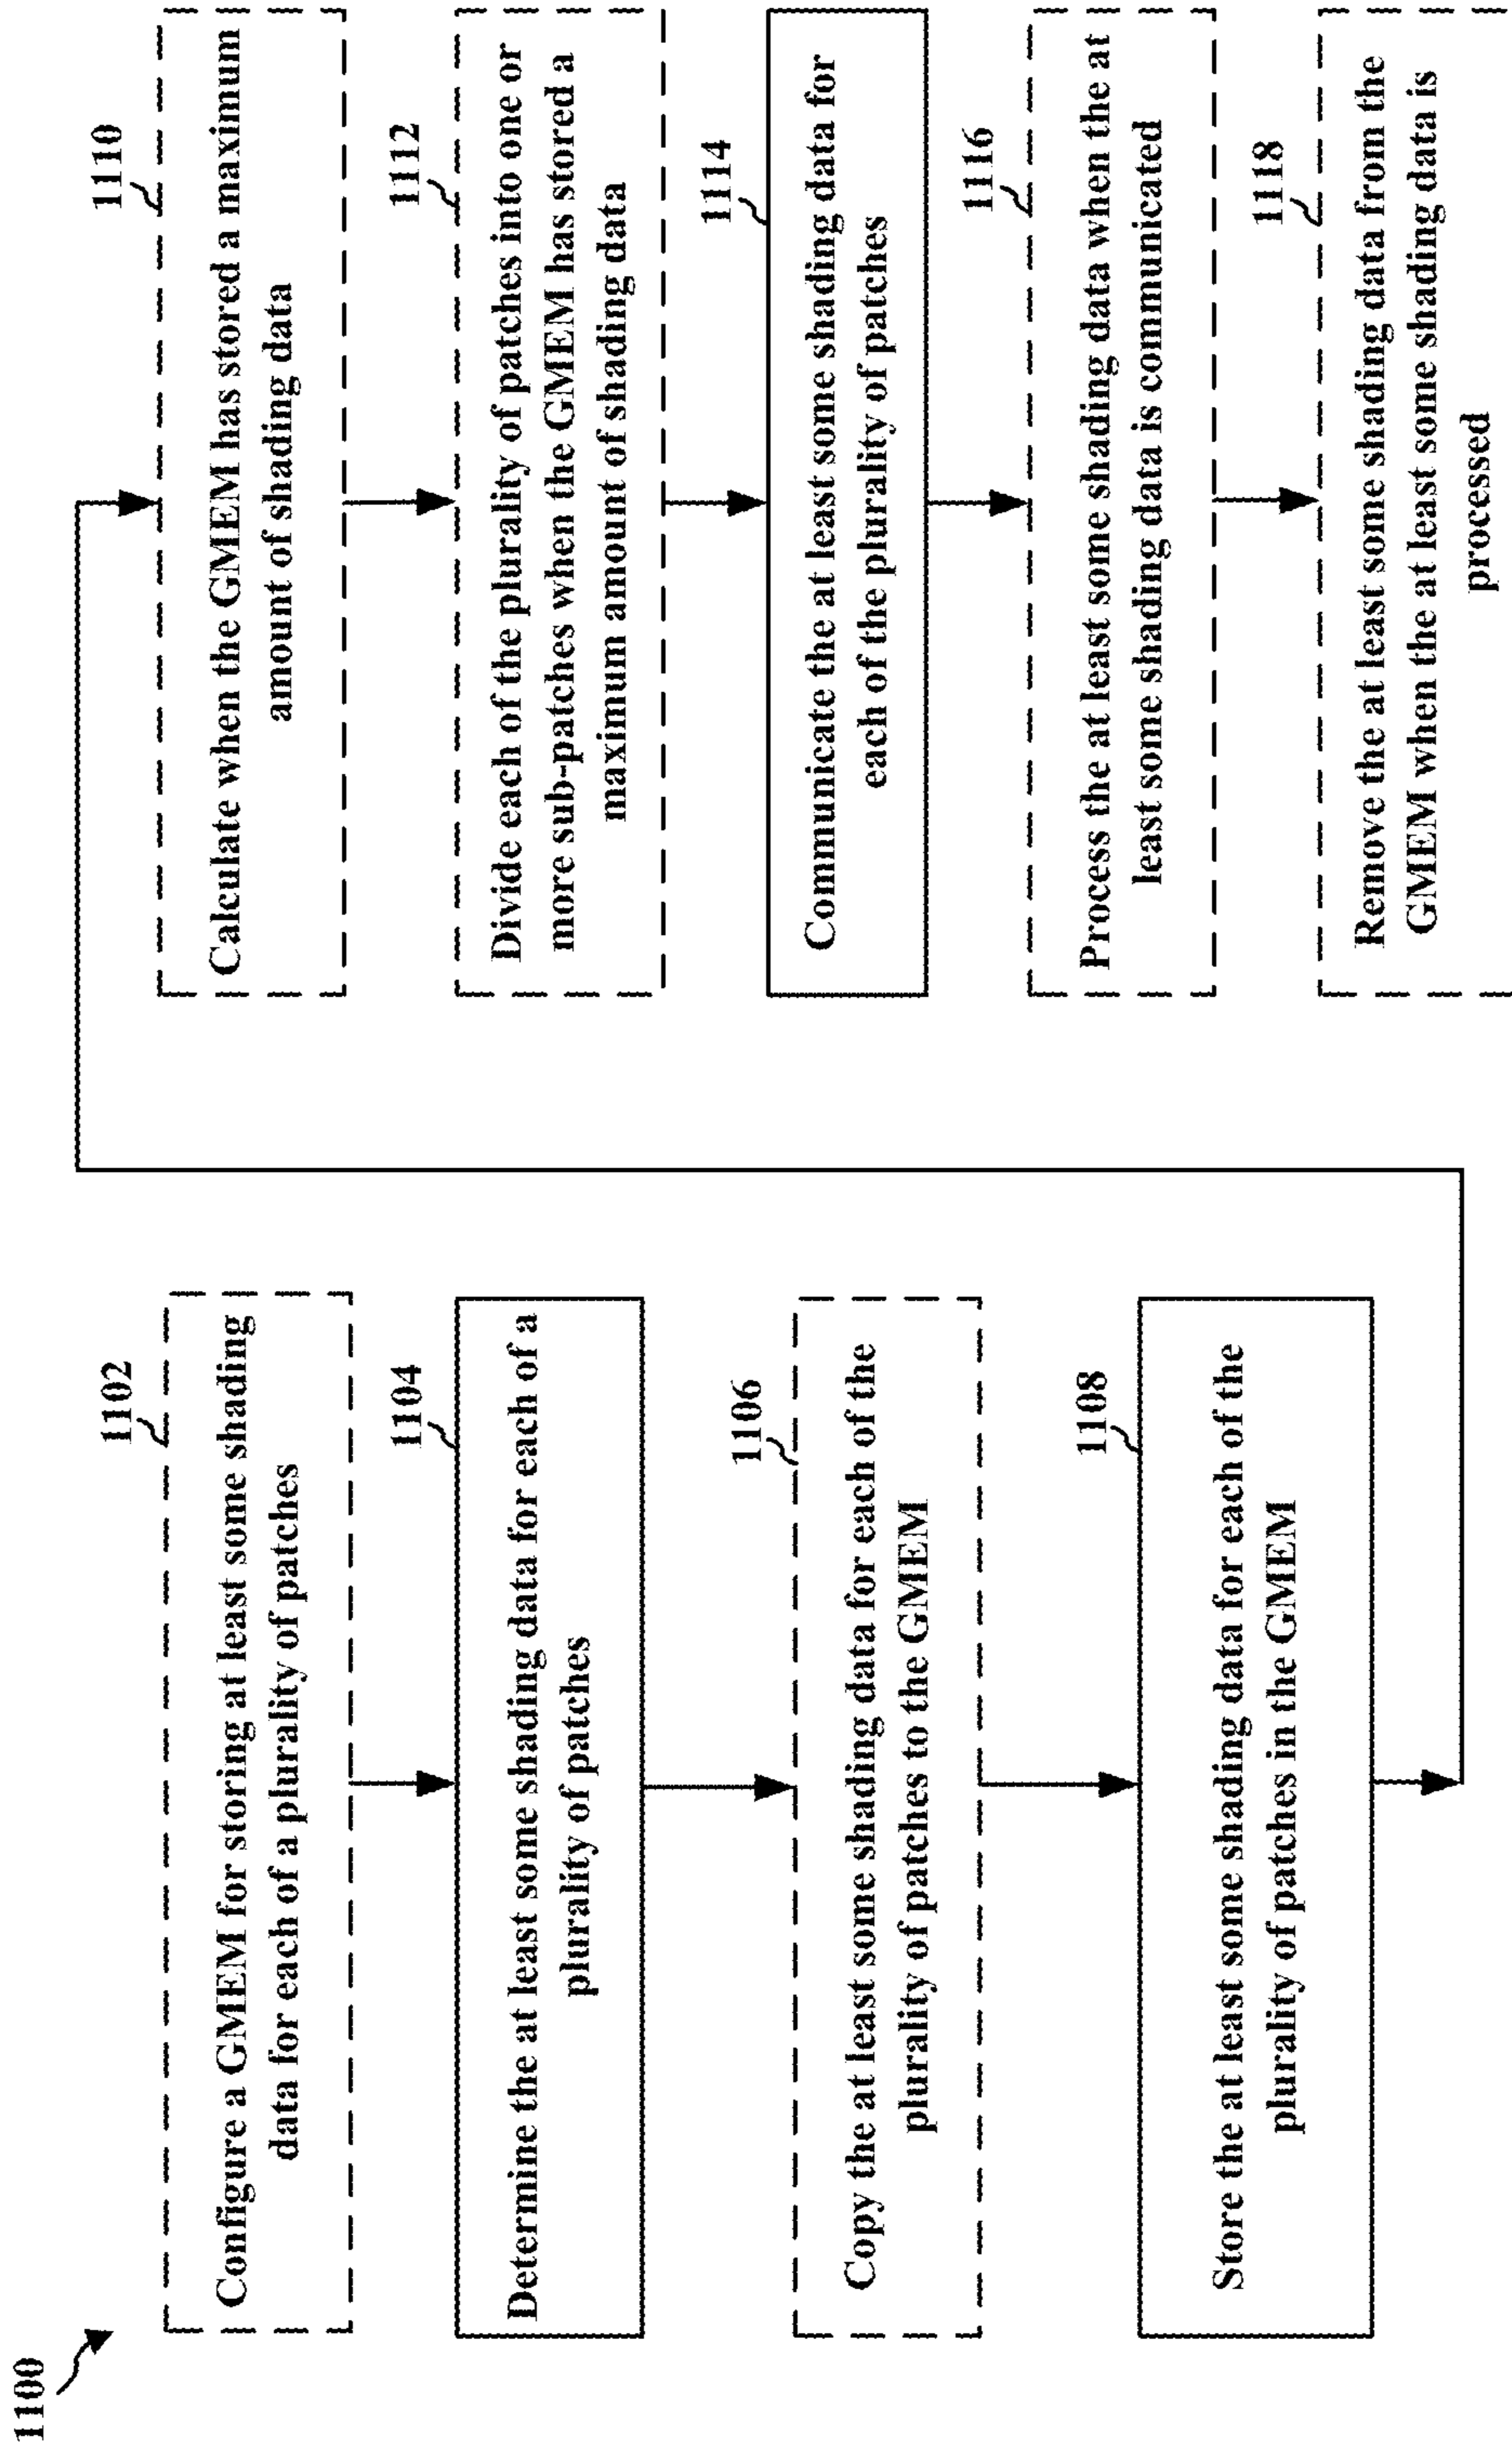 1100
1102
Configure a GMEM for storing at least some shading
data for each of a plurality of patches
1104
Determine the at least some shading data for each of a
plurality of patches
1106
Copy the at least some shading data for each of the
plurality of patches to the GMEM
1108
Store the at least some shading data for each of the
plurality of patches in the GMEM
1110
Calculate when the GMEM has stored a maximum
amount of shading data
1112
Divide each of the plurality of patches into one or
more sub-patches when the GMEM has stored a
maximum amount of shading data
1114
Communicate the at least some shading data for
each of the plurality of patches
1116
Process the at least some shading data when the at
least some shading data is communicated
1118
Remove the at least some shading data from the
GMEM when the at least some shading data is
processed